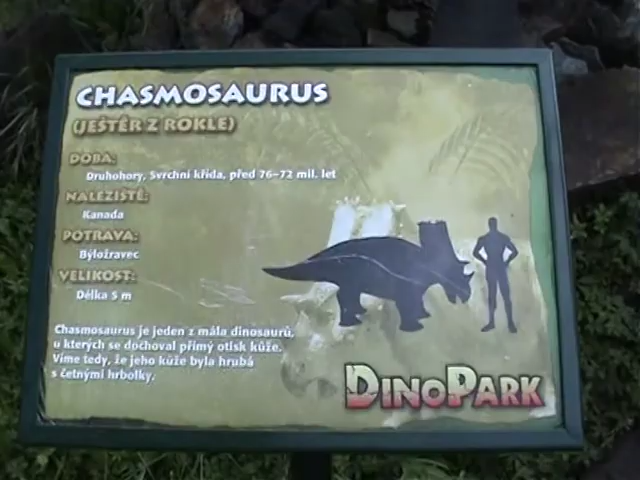 CHASMOSAURUS
(JEŠTĚR Z ROKLE)
DOBA:
Druhohory, Svrchní křída, před 76–72 mil. let
NALEZIŠTĚ:
Kanada
POTRAVA:
Býložravec
VELIKOST:
Délka 5 m
Chasmosaurus je jeden z mála dinosaurů,
u kterých se dochoval přímý otisk kůže.
Víme tedy, že jeho kůže byla hrubá
s četnými hrbolky.
DINOPARK